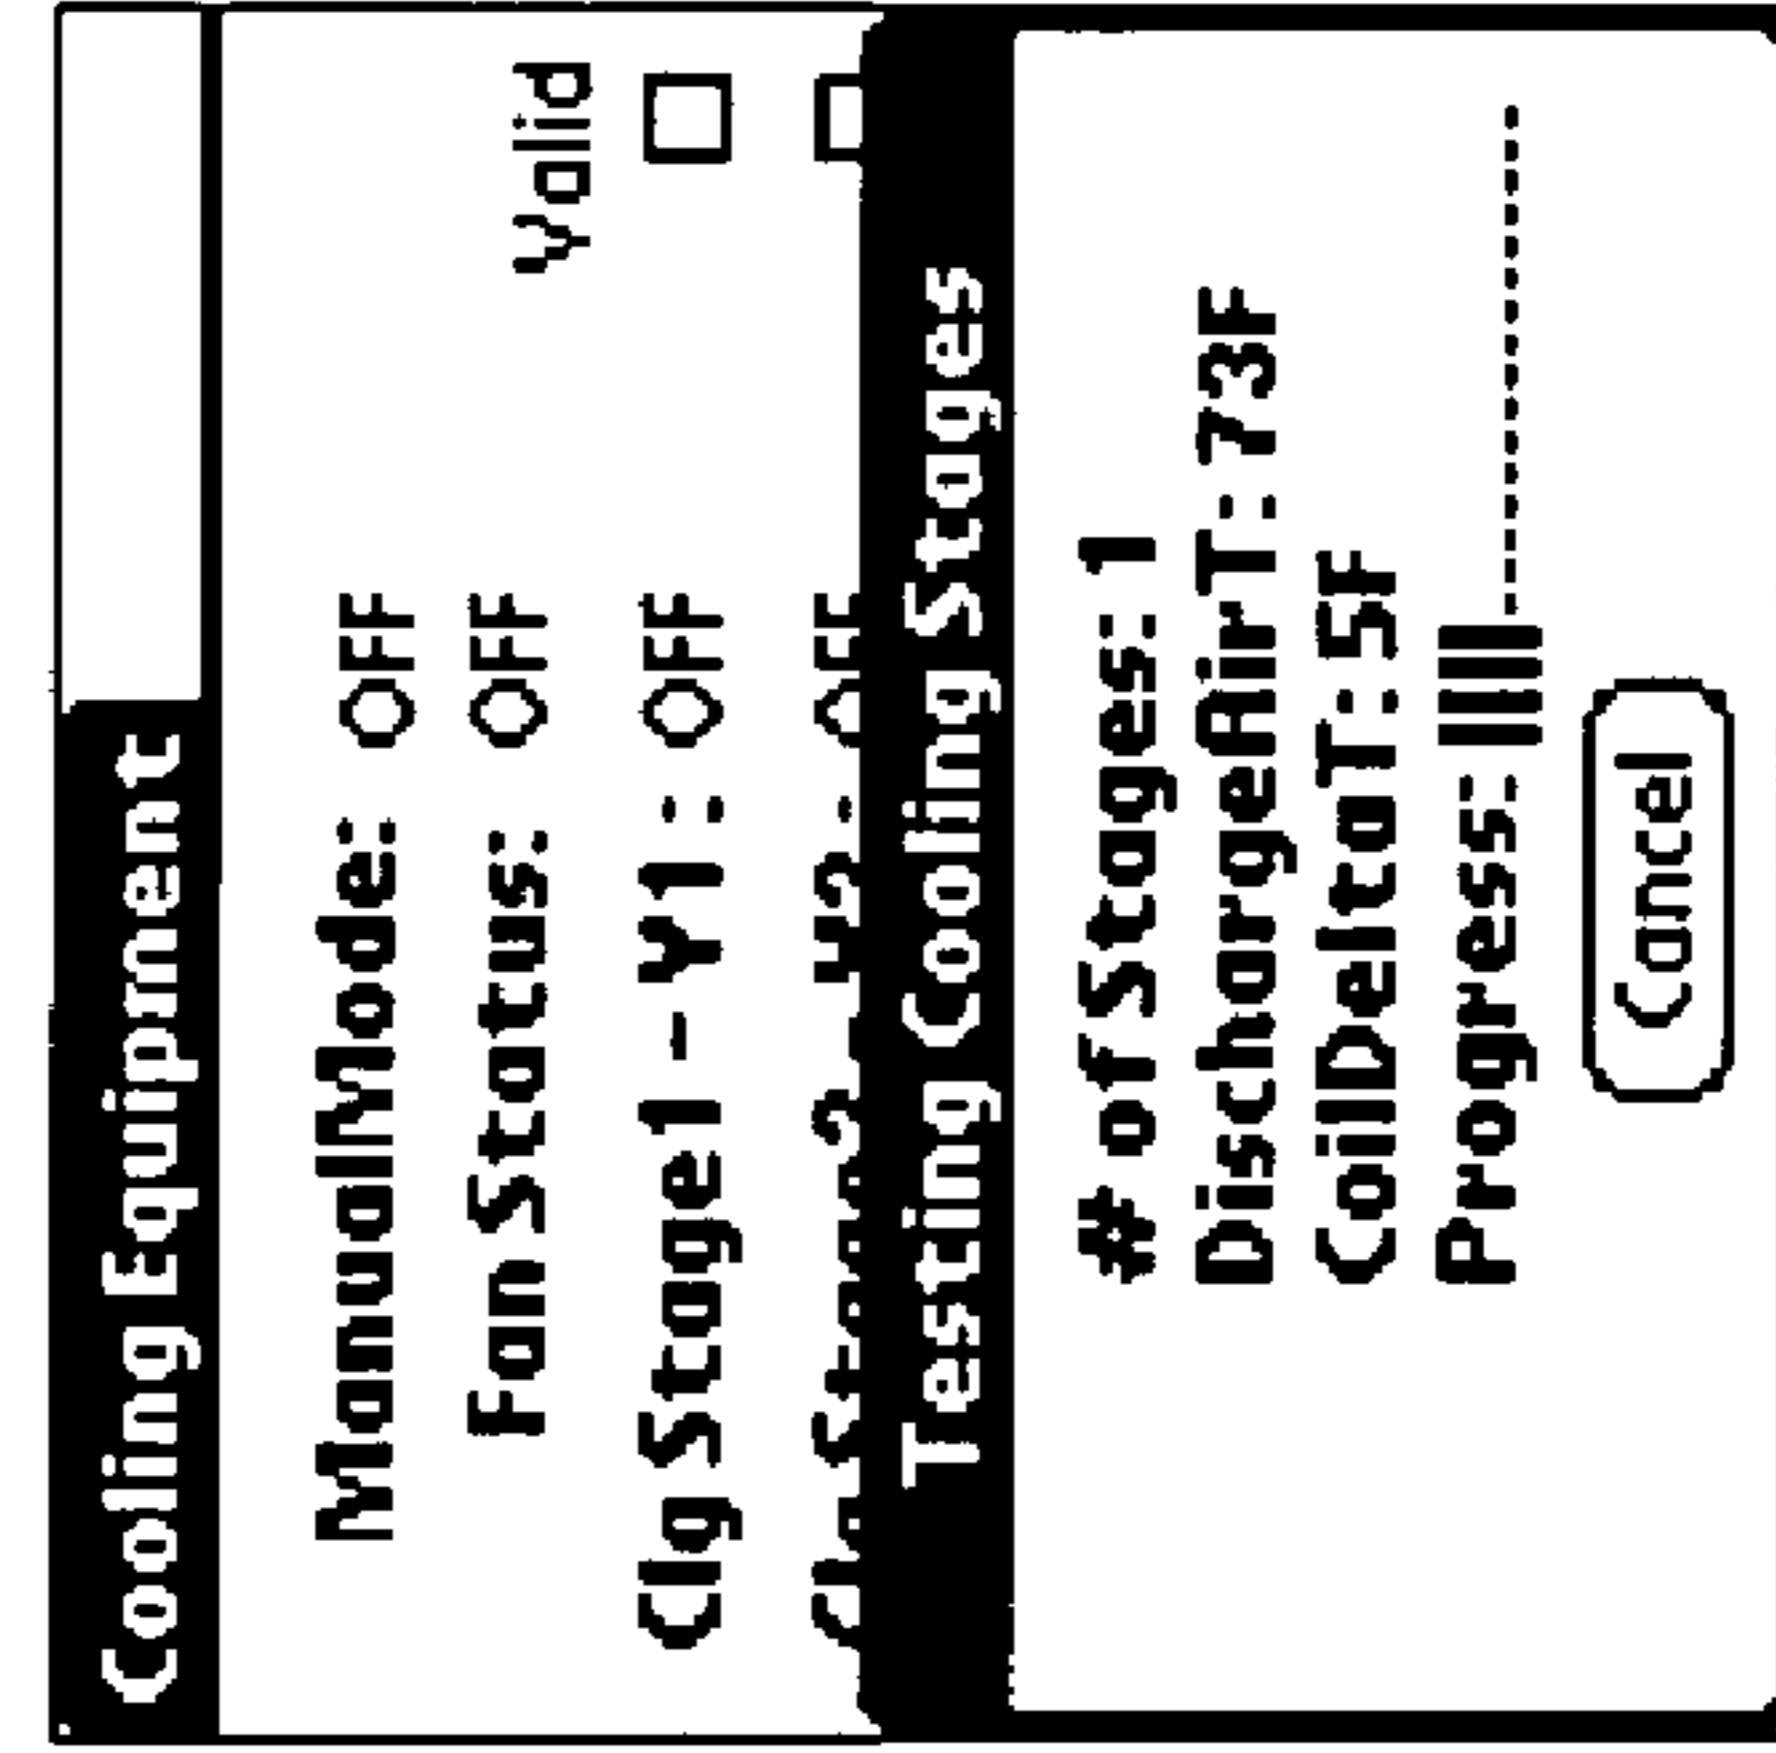 Cooling Equipment
ManualMode: OFF
Fan Status: OFF
Valid
Clg Stage1 - Y1: OFF
Testing Cooling Stages
# of Stages: 1
DischargeAirT: 73F
CoilDeltaT: 5F
Progress:
Cancel